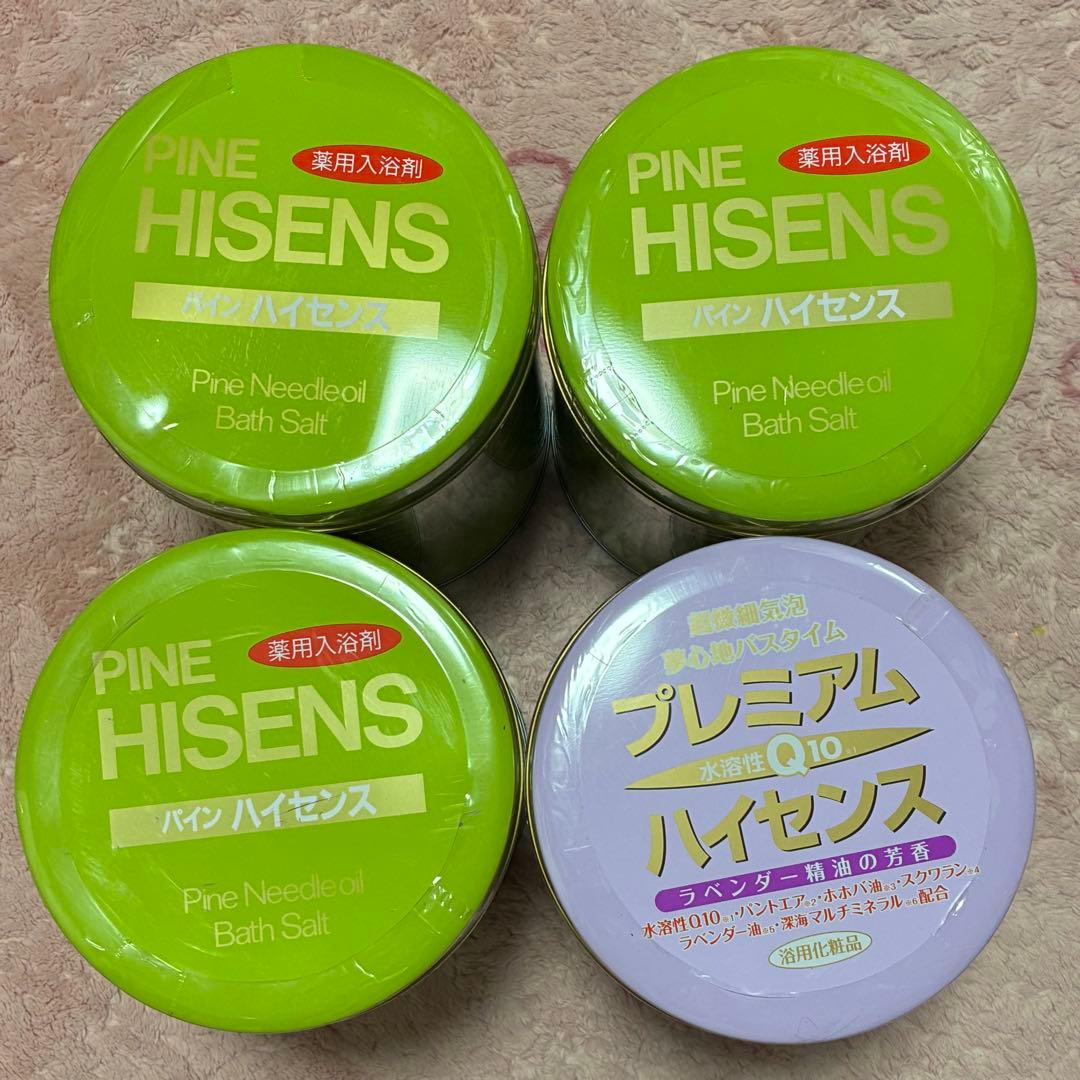 PINE
薬用入浴剤
HISENS
パイン ハイセンス
Pine Needle oil
Bath Salt
PINE
薬用入浴剤
HISENS
パイン ハイセンス
Pine Needle oil
Bath Salt
PINE
薬用入浴剤
HISENS
パイン ハイセンス
Pine Needle oil
Bath Salt
超微細気泡
夢心地バスタイム
プレミアム
水溶性Q10※1
ハイセンス
ラベンダー精油の芳香
水溶性Q10※1・パントエア※2・ホホバ油※3・スクワラン※4
ラベンダー油※5・深海マルチミネラル※6配合
浴用化粧品